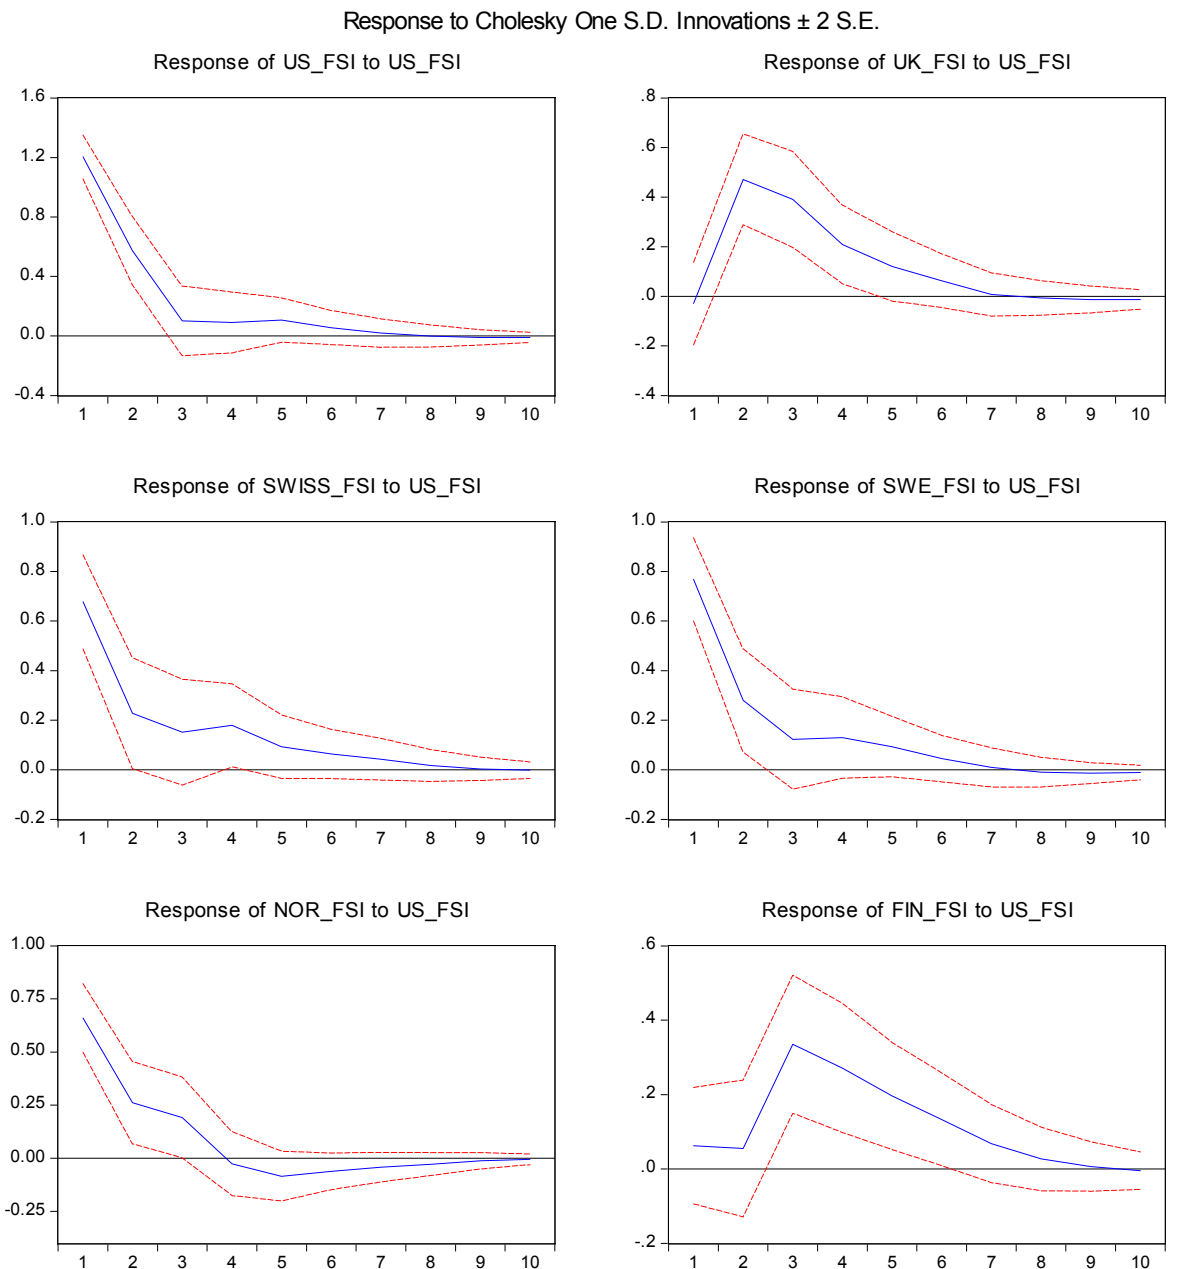 Response to Cholesky One S.D. Innovations ± 2 S.E.
Response of US_FSI to US_FSI
1.6
1.2
0.8
0.4
0.0
-0.4
1 2 3 4 5 6 7 8 9 10
Response of UK_FSI to US_FSI
.8
.6
.4
.2
.0
-.2
-.4
1 2 3 4 5 6 7 8 9 10
Response of SWISS_FSI to US_FSI
1.0
0.8
0.6
0.4
0.2
0.0
-0.2
1 2 3 4 5 6 7 8 9 10
Response of SWE_FSI to US_FSI
1.0
0.8
0.6
0.4
0.2
0.0
-0.2
1 2 3 4 5 6 7 8 9 10
Response of NOR_FSI to US_FSI
1.00
0.75
0.50
0.25
0.00
-0.25
1 2 3 4 5 6 7 8 9 10
Response of FIN_FSI to US_FSI
.6
.4
.2
.0
-.2
1 2 3 4 5 6 7 8 9 10